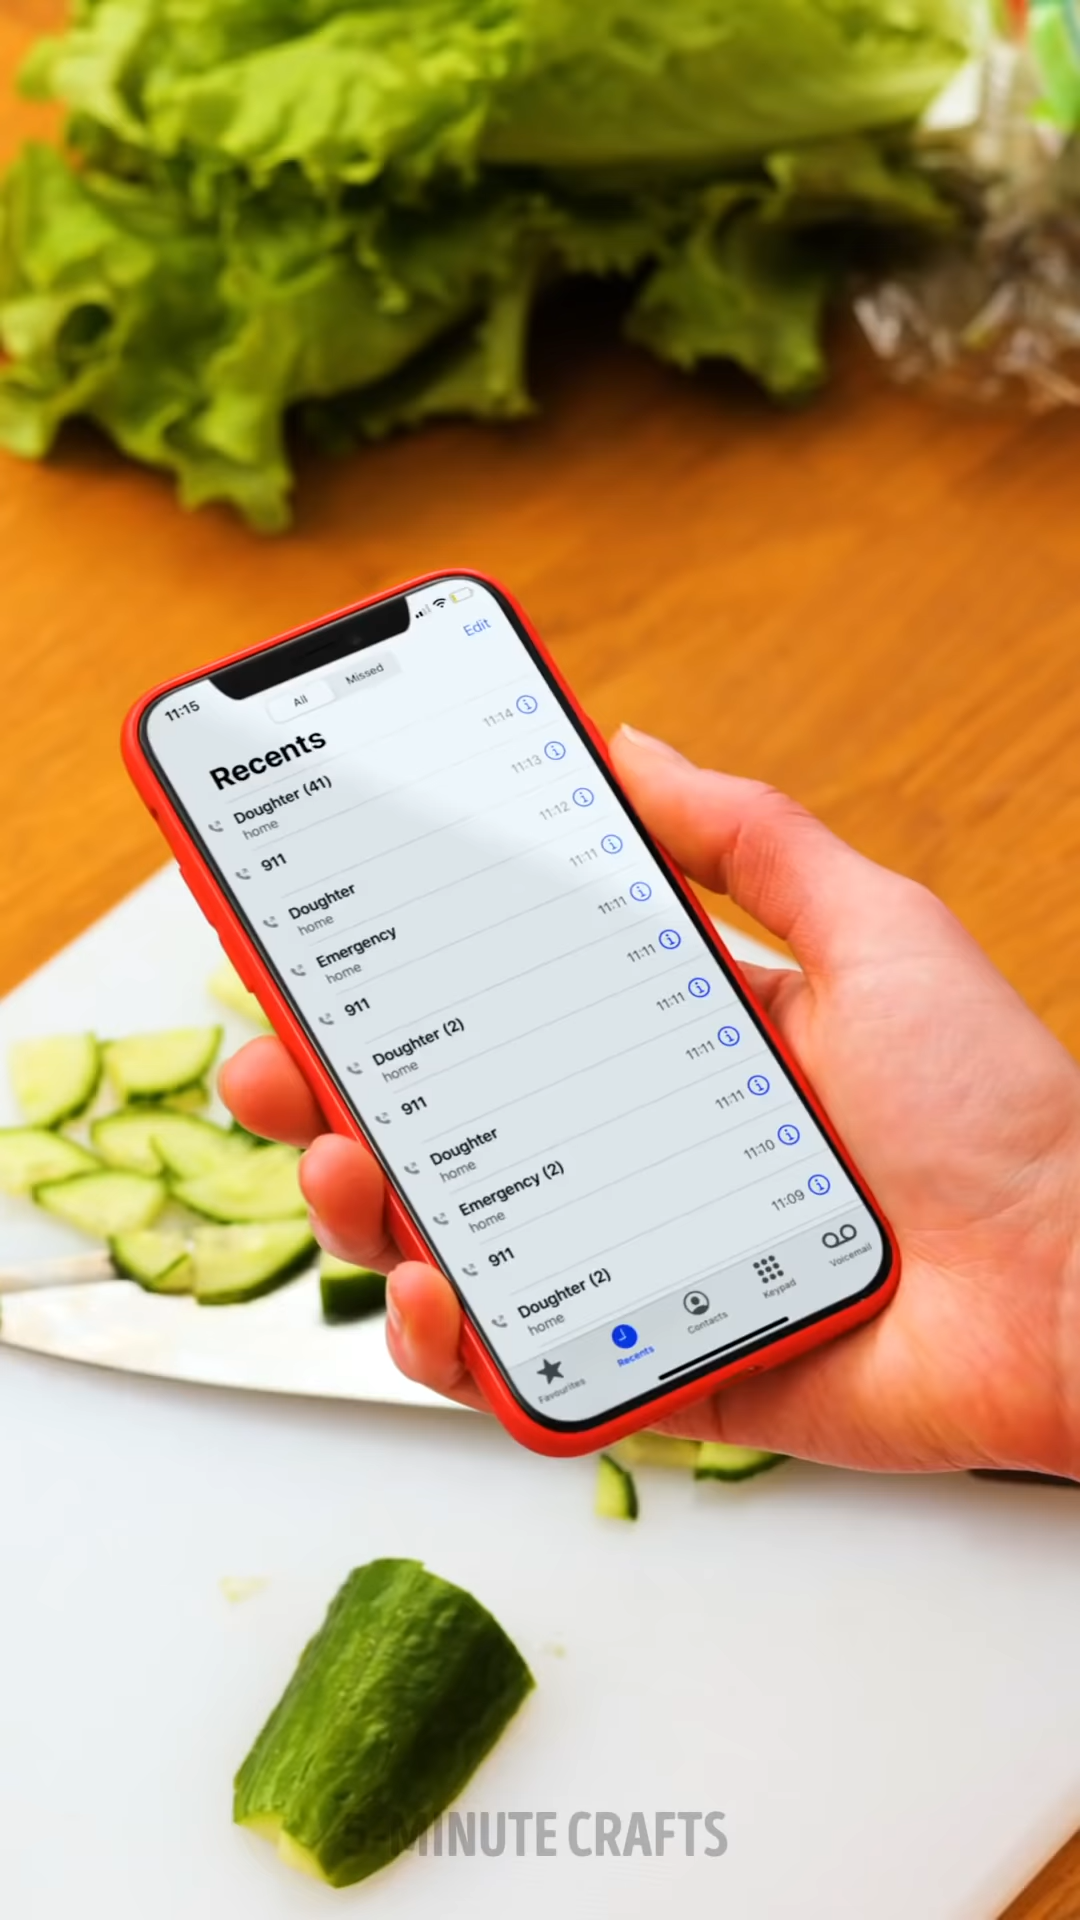 11:15
Edit
All Missed
Recents
Doughter (41)
home
11:14
911
11:13
Doughter
home
11:12
Emergency
home
11:11
911
11:11
Doughter (2)
home
11:11
911
11:11
Doughter
home
11:11
Emergency (2)
home
11:11
911
11:10
Doughter (2)
home
11:09
Favourites
Recents
Contacts
Keypad
Voicemail
5-MINUTE CRAFTS